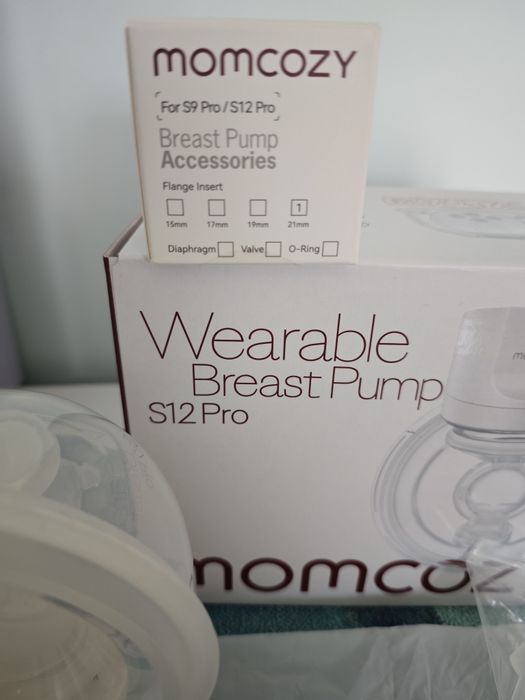 momcozy
For S9 Pro / S12 Pro
Breast Pump
Accessories
Flange Insert
1
15mm 17mm 19mm 21mm
Diaphragm Valve O-Ring
Wearable
Breast Pump
S12 Pro
momcoz